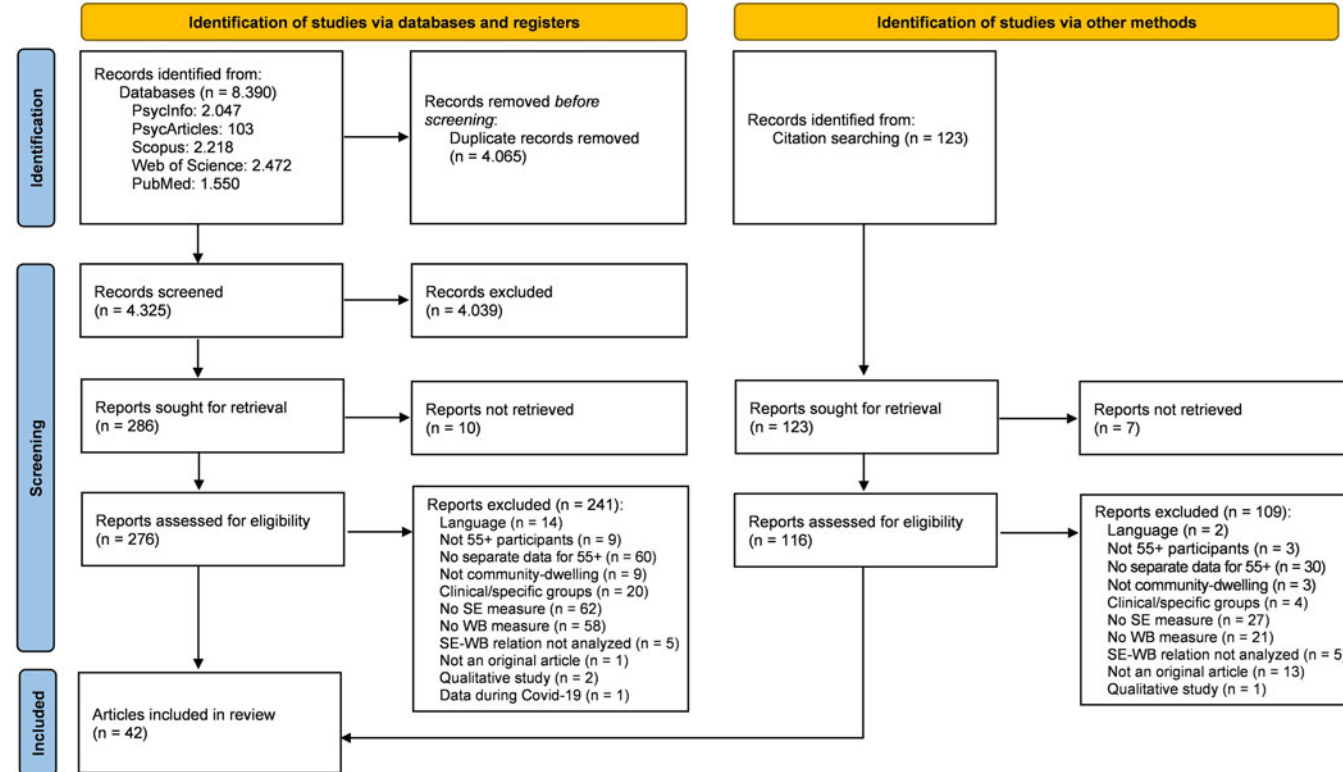 Identification of studies via databases and registers
Identification of studies via other methods
Identification
Records identified from:
Databases (n = 8.390)
PsycInfo: 2.047
PsycArticles: 103
Scopus: 2.218
Web of Science: 2.472
PubMed: 1.550
Records removed before
screening:
Duplicate records removed
(n = 4.065)
Records identified from:
Citation searching (n = 123)
Screening
Records screened
(n = 4.325)
Records excluded
(n = 4.039)
Reports sought for retrieval
(n = 286)
Reports not retrieved
(n = 10)
Reports sought for retrieval
(n = 123)
Reports not retrieved
(n = 7)
Reports assessed for eligibility
(n = 276)
Reports excluded (n = 241):
Language (n = 14)
Not 55+ participants (n = 9)
No separate data for 55+ (n = 60)
Not community-dwelling (n = 9)
Clinical/specific groups (n = 20)
No SE measure (n = 62)
No WB measure (n = 58)
SE-WB relation not analyzed (n = 5)
Not an original article (n = 1)
Qualitative study (n = 2)
Data during Covid-19 (n = 1)
Reports assessed for eligibility
(n = 116)
Reports excluded (n = 109):
Language (n = 2)
Not 55+ participants (n = 3)
No separate data for 55+ (n = 30)
Not community-dwelling (n = 3)
Clinical/specific groups (n = 4)
No SE measure (n = 27)
No WB measure (n = 21)
SE-WB relation not analyzed (n = 5
Not an original article (n = 13)
Qualitative study (n = 1)
Included
Articles included in review
(n = 42)